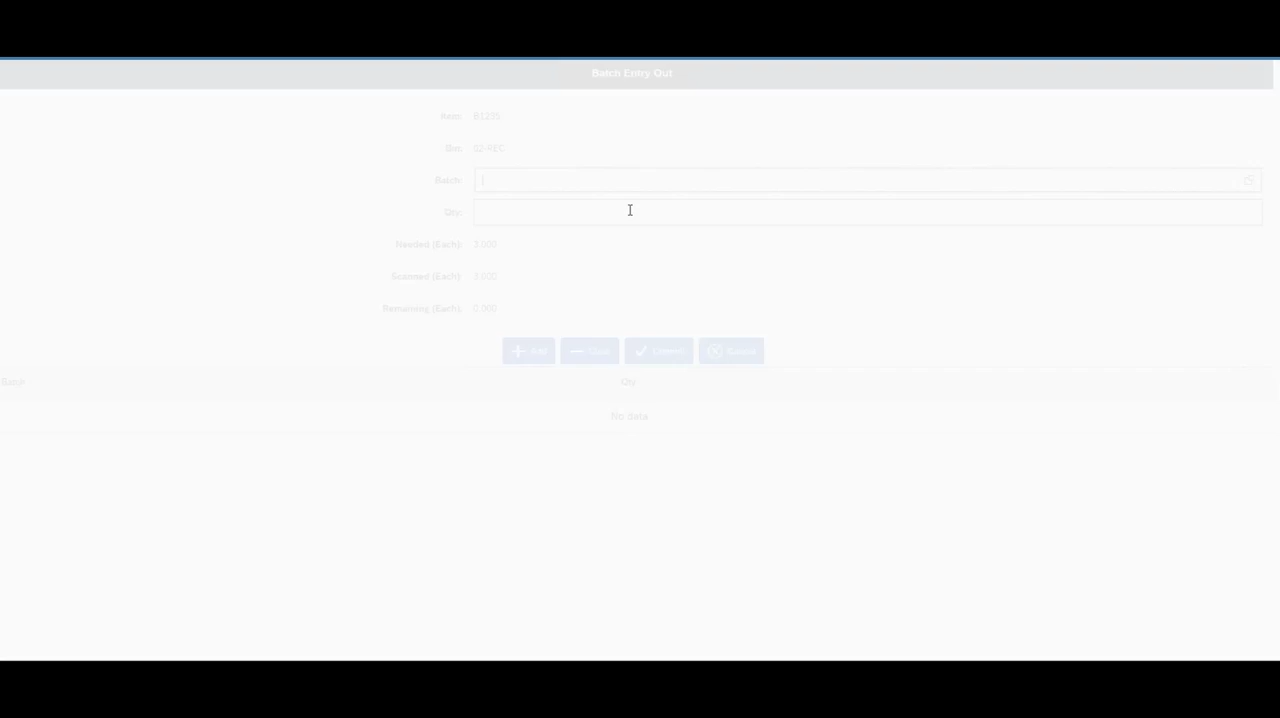 Batch Entry Out
Item: B1235
Bin: 02-REC
Batch:
Qty:
Needed (Each): 3.000
Scanned (Each): 3.000
Remaining (Each): 0.000
Add Clear Commit Cancel
Batch Qty
No data